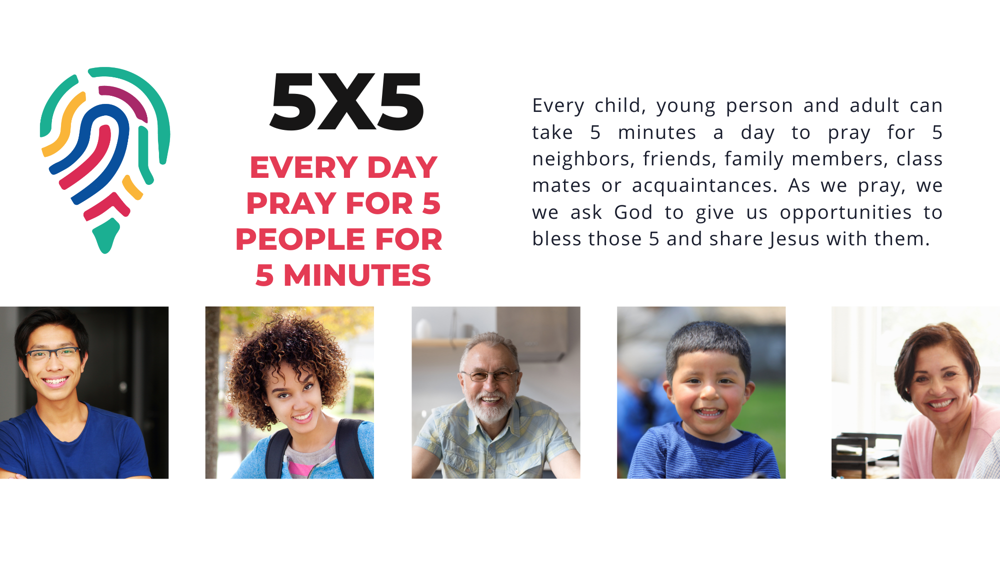 5X5
EVERY DAY
PRAY FOR 5
PEOPLE FOR
5 MINUTES
Every child, young person and adult can
take 5 minutes a day to pray for 5
neighbors, friends, family members, class
mates or acquaintances. As we pray, we
we ask God to give us opportunities to
bless those 5 and share Jesus with them.